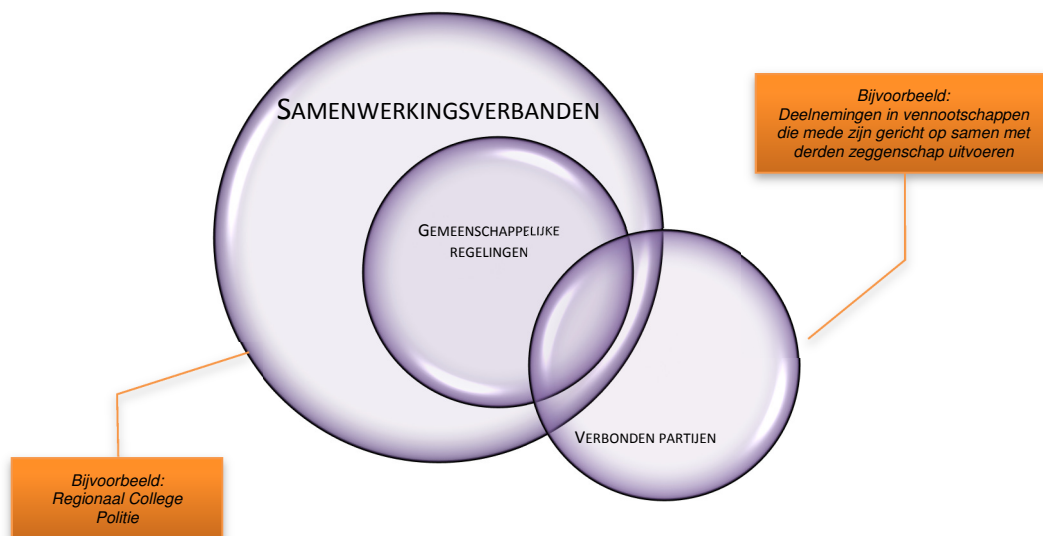 SAMENWERKINGSVERBANDEN
GEMEENSCHAPPELIJKE
REGELINGEN
VERBONDEN PARTIJEN
Bijvoorbeeld:
Deelnemingen in vennootschappen
die mede zijn gericht op samen met
derden zeggenschap uitvoeren
Bijvoorbeeld:
Regionaal College
Politie